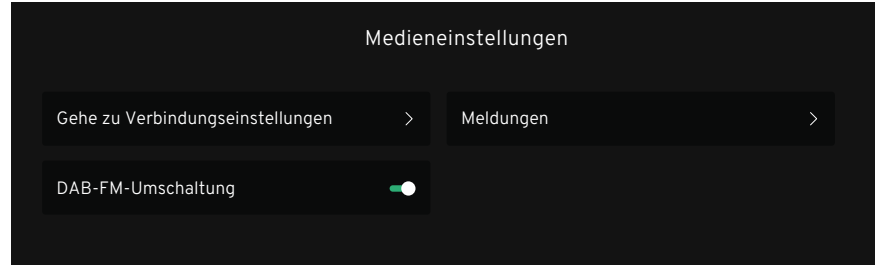 Medieneinstellungen
Gehe zu Verbindungseinstellungen
Meldungen
DAB-FM-Umschaltung